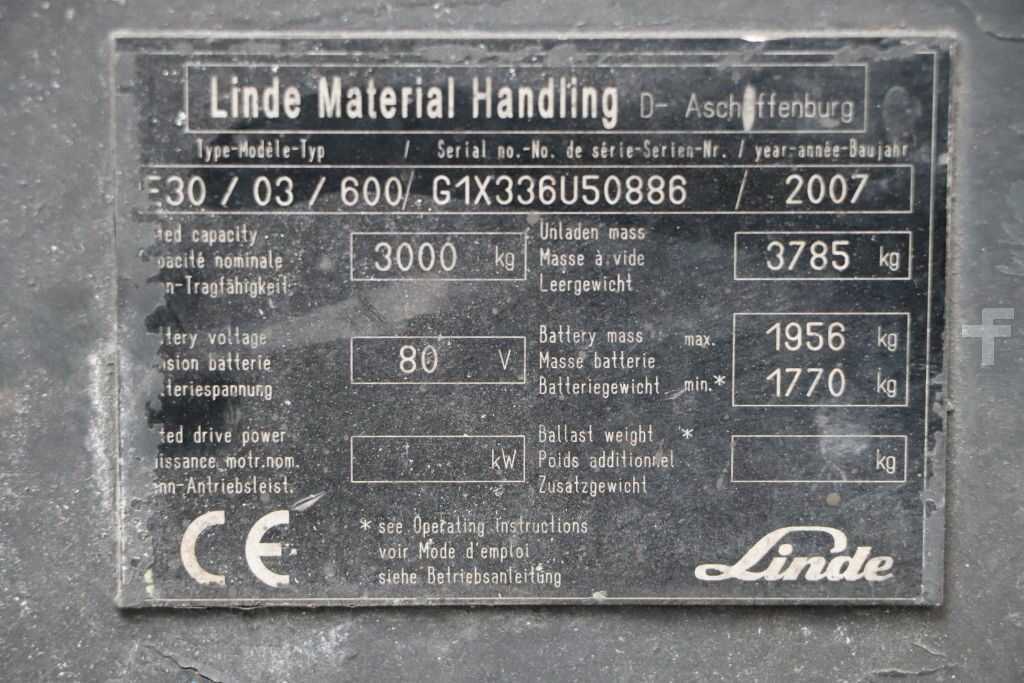 Linde Material Handling D- Aschaffenburg
Type-Modèle-Typ / Serial no.-No. de série-Serien-Nr. / year-année-Baujahr
E30 / 03 / 600 / G1X336U50886 / 2007
ted capacity
pacité nominale 3000 kg
n-Tragfähigkeit
Unladen mass
Masse à vide 3785 kg
Leergewicht
ttery voltage
sion batterie 80 V
tteriespannung
Battery mass max. 1956 kg
Masse batterie
Batteriegewicht min.* 1770 kg
ted drive power
uissance motr.nom. kW
nn-Antriebsleist.
Ballast weight *
Poids additionnel kg
Zusatzgewicht
CE
* see Operating Instructions
voir Mode d'emploi
siehe Betriebsanleitung
Linde